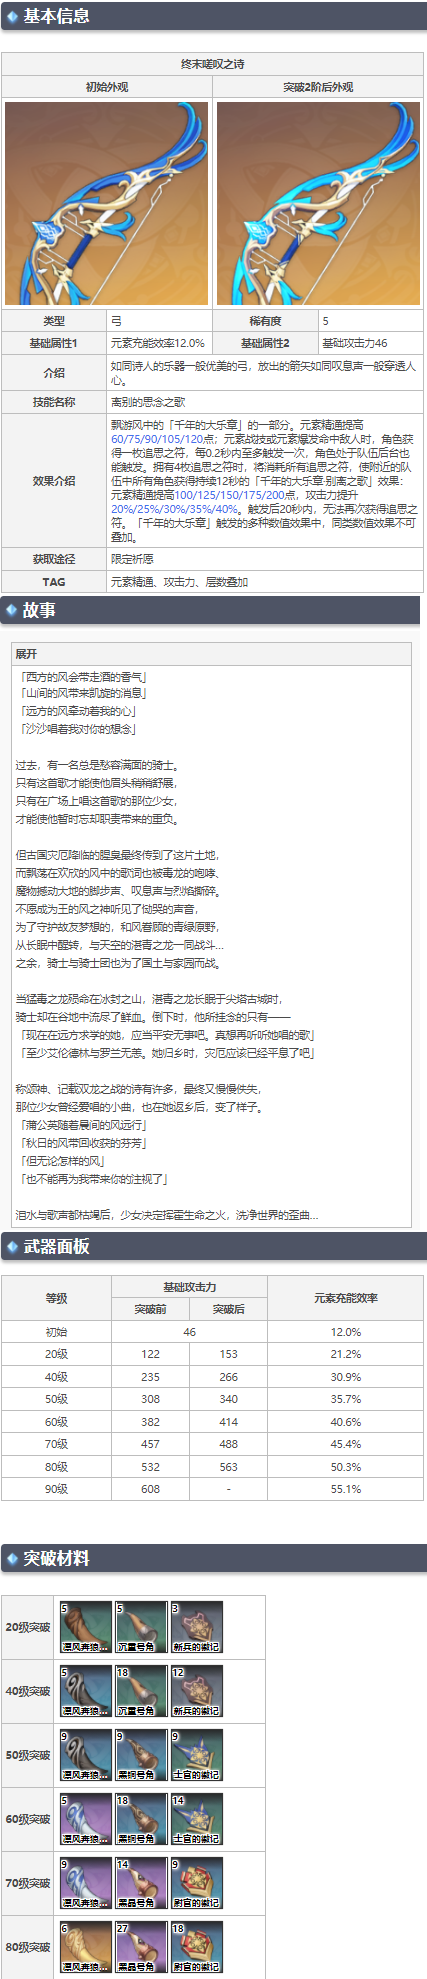 基本信息
终末嗟叹之诗
初始外观 突破2阶后外观
类型 弓 稀有度 5
基础属性1 元素充能效率12.0% 基础属性2 基础攻击力46
介绍 如同诗人的乐器一般优美的弓，放出的箭矢如同叹息声一般穿透人
心。
技能名称 离别的思念之歌
效果介绍 飘游风中的「千年的大乐章」的一部分。元素精通提高
60/75/90/105/120点；元素战技或元素爆发命中敌人时，角色获
得一枚追思之符，每0.2秒内至多触发一次，角色处于队伍后台也
能触发。拥有4枚追思之符时，将消耗所有追思之符，使附近的队
伍中所有角色获得持续12秒的「千年的大乐章·别离之歌」效果：
元素精通提高100/125/150/175/200点，攻击力提升
20%/25%/30%/35%/40%。触发后20秒内，无法再次获得追思之
符。「千年的大乐章」触发的多种数值效果中，同类数值效果不可
叠加。
获取途径 限定祈愿
TAG 元素精通、攻击力、层数叠加
故事
展开
「西方的风会带走酒的香气」
「山间的风带来凯旋的消息」
「远方的风牵动着我的心」
「沙沙唱着我对你的想念」
过去，有一名总是愁容满面的骑士。
只有这首歌才能使他眉头稍稍舒展，
只有在广场上唱这首歌的那位少女，
才能使他暂时忘却职责带来的重负。
但古国灾厄降临的腥臭最终传到了这片土地，
而飘荡在欢欣的风中的歌词也被毒龙的咆哮、
魔物撼动大地的脚步声、叹息声与烈焰撕碎。
不愿成为王的风之神听见了恸哭的声音，
为了守护故友梦想的，和风眷顾的青绿原野，
从长眠中醒转，与天空的湛青之龙一同战斗…
之余，骑士与骑士团也为了国土与家园而战。
当猛毒之龙殒命在冰封之山，湛青之龙长眠于尖塔古城时，
骑士却在谷地中流尽了鲜血。倒下时，他所挂念的只有——
「现在在远方求学的她，应当平安无事吧。真想再听听她唱的歌」
「至少艾伦德林与罗兰无恙。她归乡时，灾厄应该已经平息了吧」
称颂神、记载双龙之战的诗有许多，最终又慢慢佚失，
那位少女曾经爱唱的小曲，也在她返乡后，变了样子。
「蒲公英随着晨间的风远行」
「秋日的风带回收获的芬芳」
「但无论怎样的风」
「也不能再为我带来你的注视了」
泪水与歌声都枯竭后，少女决定挥霍生命之火，洗净世界的歪曲…
武器面板
等级 基础攻击力 元素充能效率
突破前 突破后
初始 46 12.0%
20级 122 153 21.2%
40级 235 266 30.9%
50级 308 340 35.7%
60级 382 414 40.6%
70级 457 488 45.4%
80级 532 563 50.3%
90级 608 - 55.1%
突破材料
20级突破 5 凛风奔狼... 5 沉重号角 3 新兵的徽记
40级突破 5 凛风奔狼... 18 沉重号角 12 新兵的徽记
50级突破 9 凛风奔狼... 9 黑铜号角 9 士官的徽记
60级突破 5 凛风奔狼... 18 黑铜号角 14 士官的徽记
70级突破 9 凛风奔狼... 14 黑晶号角 9 尉官的徽记
80级突破 6 凛风奔狼... 27 黑晶号角 18 尉官的徽记